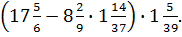 (17 5/6 − 8 2/9 · 1 14/37) · 1 5/39.